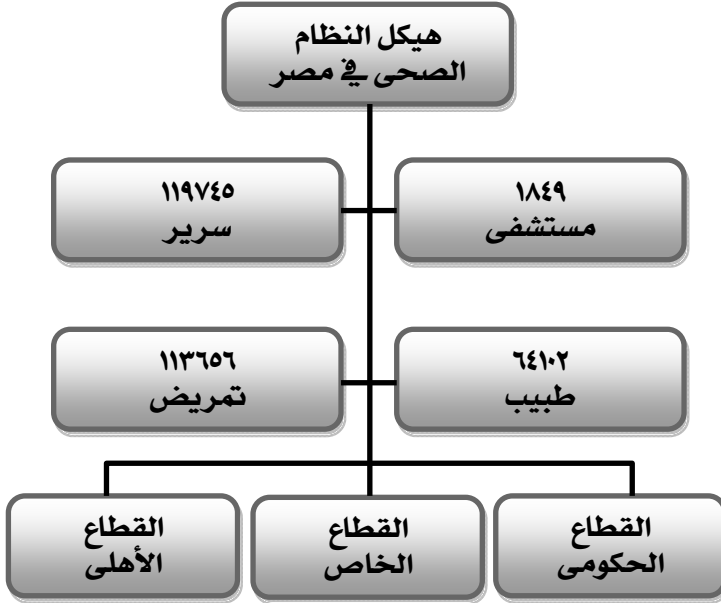 هيكل النظام
الصحى في مصر
١٨٤٩
مستشفى
١١٩٧٤٥
سرير
٦٤١٠٢
طبيب
١١٣٦٥٦
تمريض
القطاع
الحكومى
القطاع
الخاص
القطاع
الأهلى